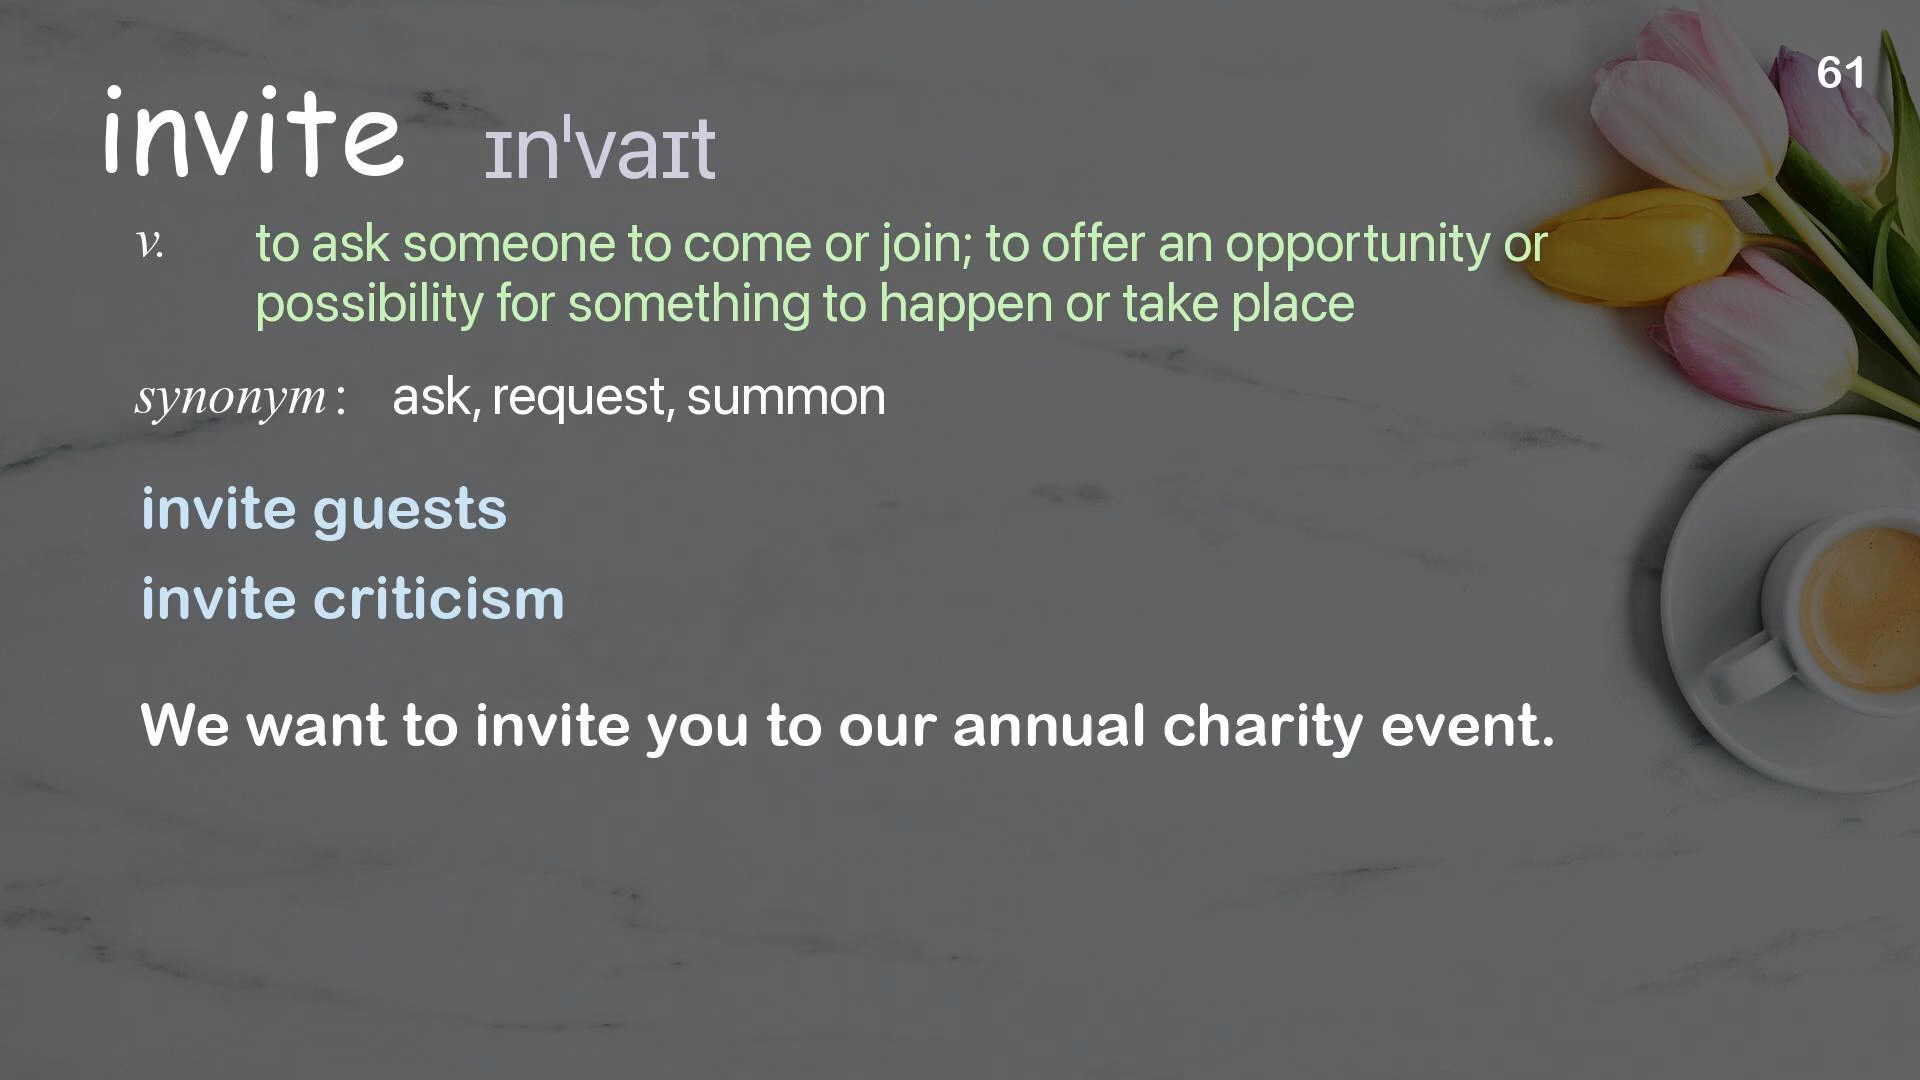 61
invite ɪnˈvaɪt
v. to ask someone to come or join; to offer an opportunity or
possibility for something to happen or take place
synonym: ask, request, summon
invite guests
invite criticism
We want to invite you to our annual charity event.